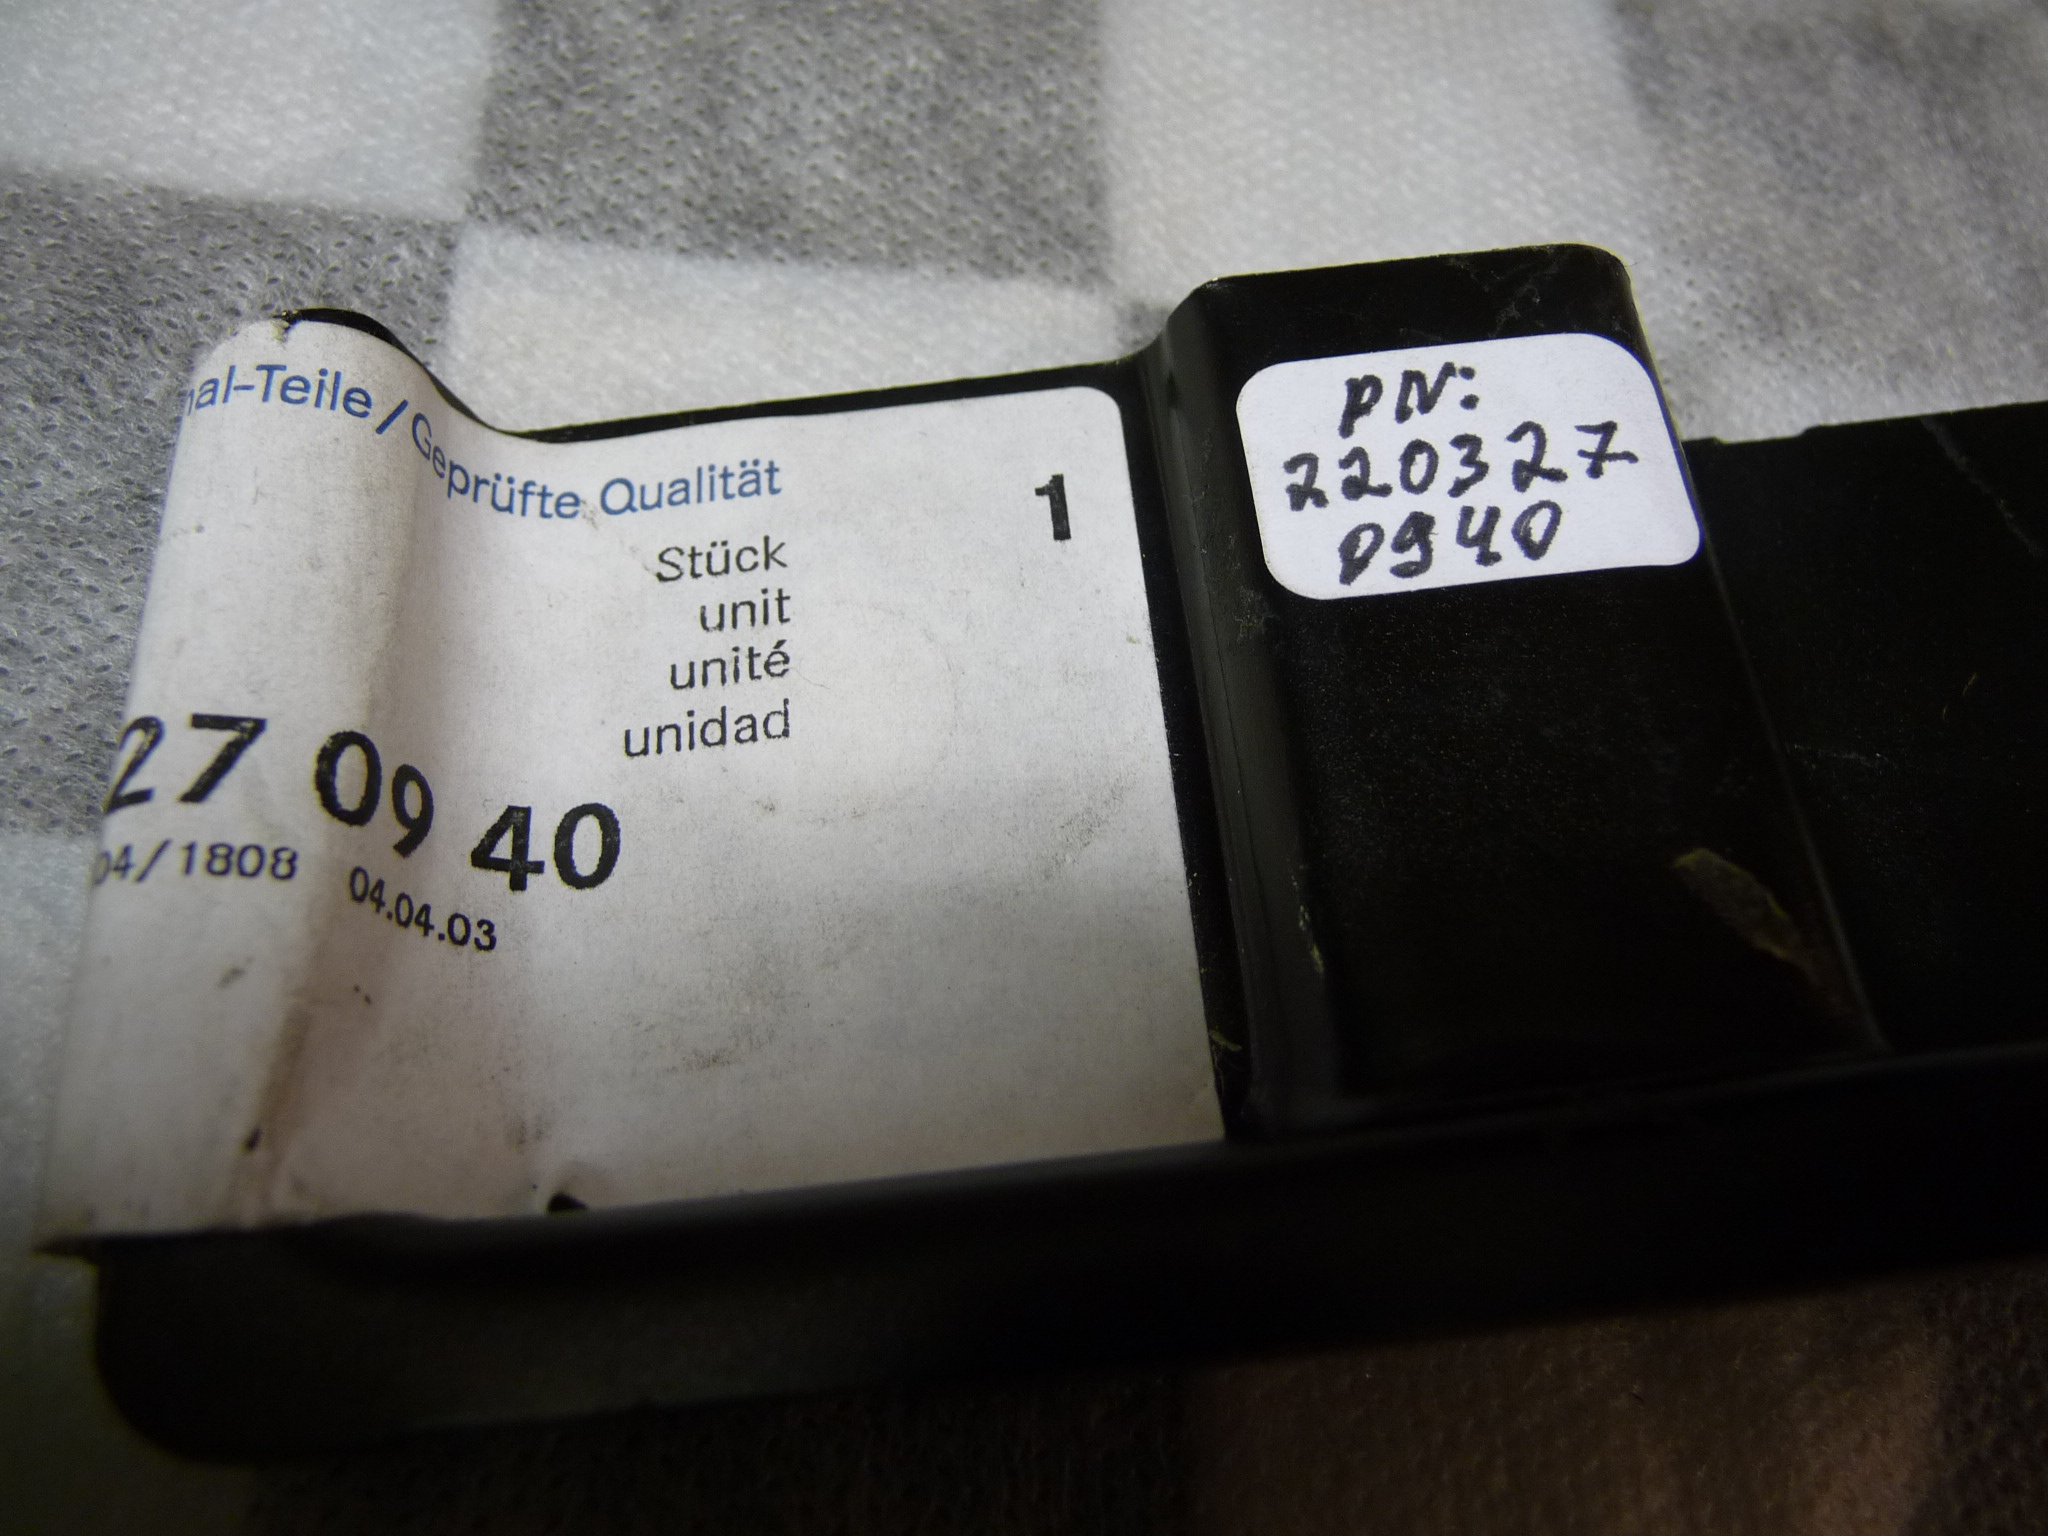 nal-Teile / Geprüfte Qualität
1
Stück
unit
unité
unidad
27 09 40
04/1808 04.04.03
PN:
220327
0940